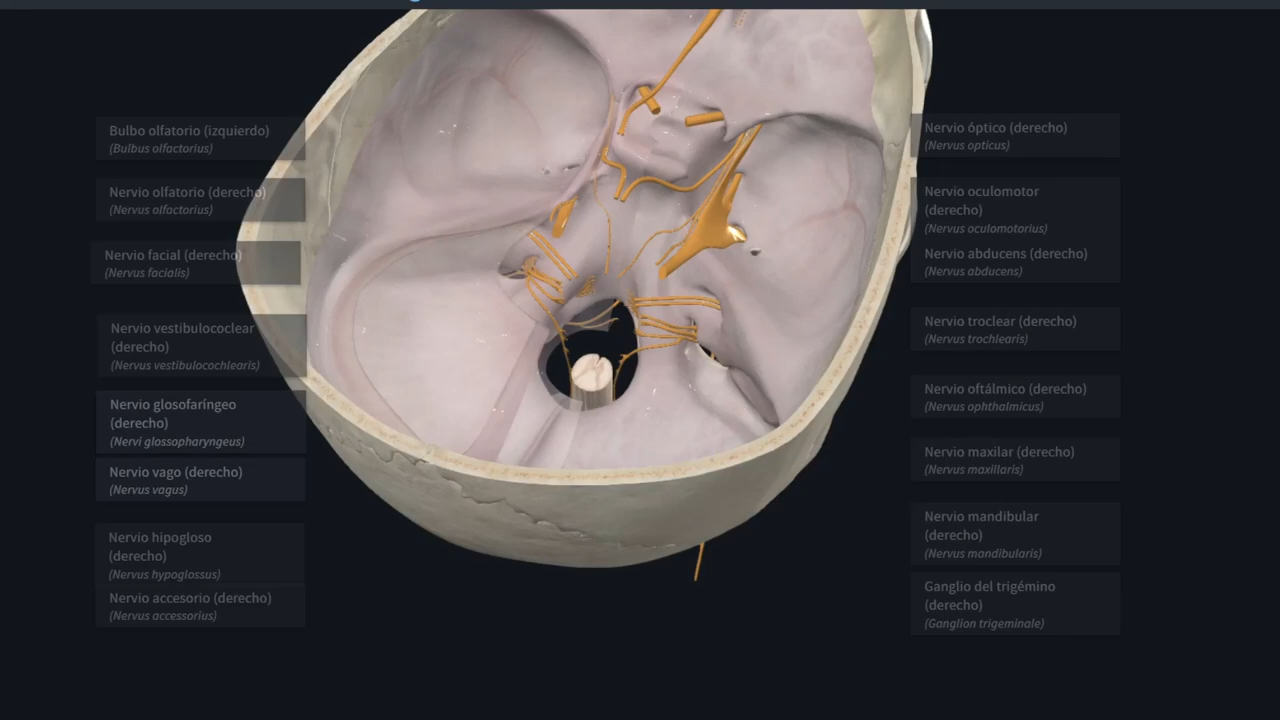 Bulbo olfatorio (izquierdo)
(Bulbus olfactorius)
Nervio olfatorio (derecho)
(Nervus olfactorius)
Nervio facial (derecho)
(Nervus facialis)
Nervio vestibulococlear
(derecho)
(Nervus vestibulocochlearis)
Nervio glosofaríngeo
(derecho)
(Nervi glossopharyngeus)
Nervio vago (derecho)
(Nervus vagus)
Nervio hipogloso
(derecho)
(Nervus hypoglossus)
Nervio accesorio (derecho)
(Nervus accessorius)
Nervio óptico (derecho)
(Nervus opticus)
Nervio oculomotor
(derecho)
(Nervus oculomotorius)
Nervio abducens (derecho)
(Nervus abducens)
Nervio troclear (derecho)
(Nervus trochlearis)
Nervio oftálmico (derecho)
(Nervus ophthalmicus)
Nervio maxilar (derecho)
(Nervus maxillaris)
Nervio mandibular
(derecho)
(Nervus mandibularis)
Ganglio del trigémino
(derecho)
(Ganglion trigeminale)